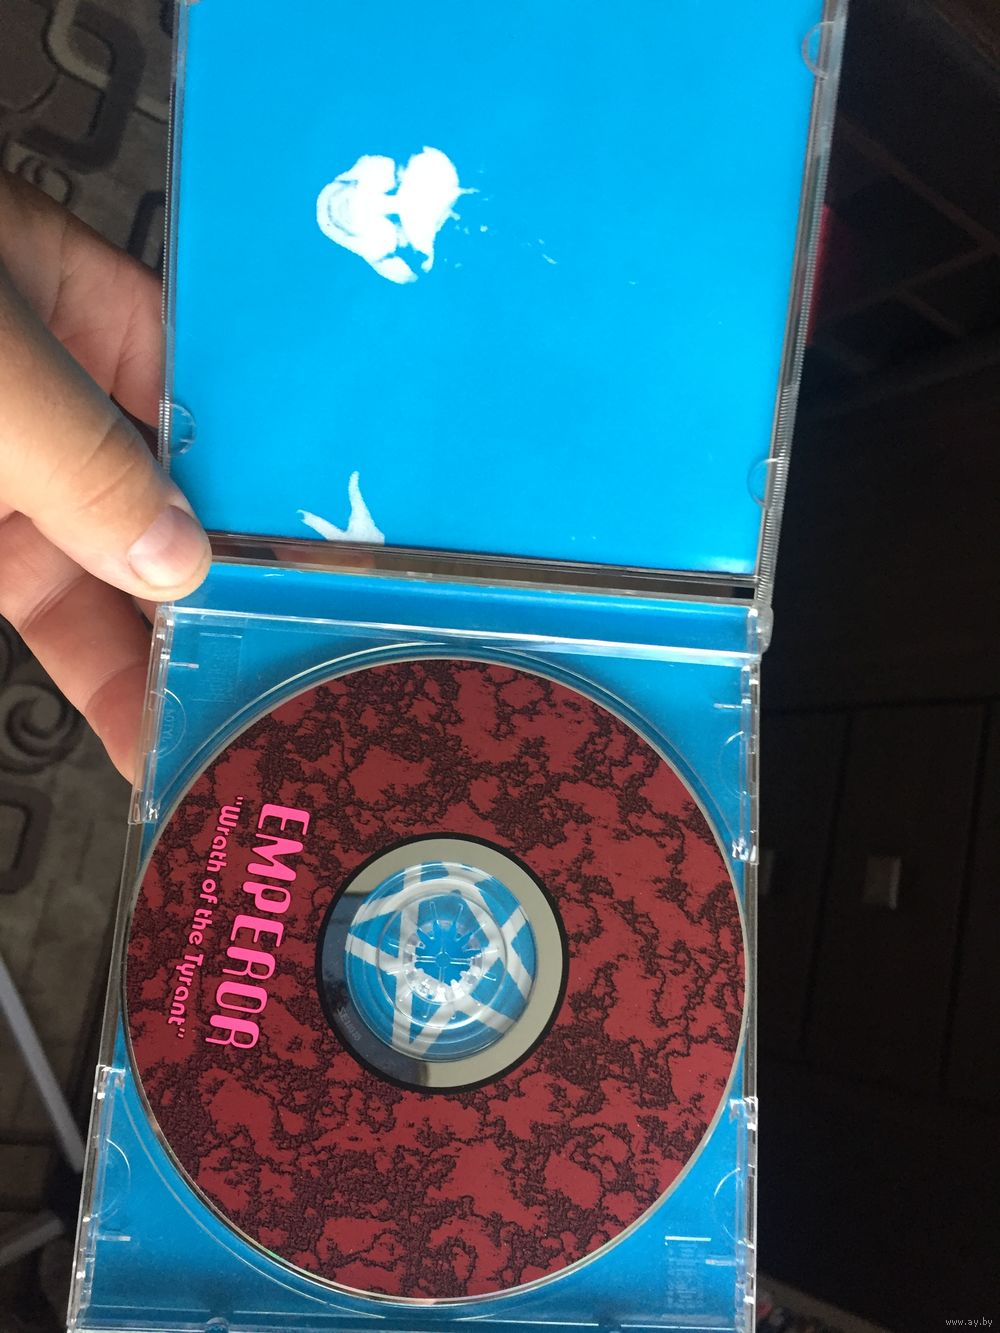 EMPEROR
"Wrath of the Tyrant"
www.ay.by